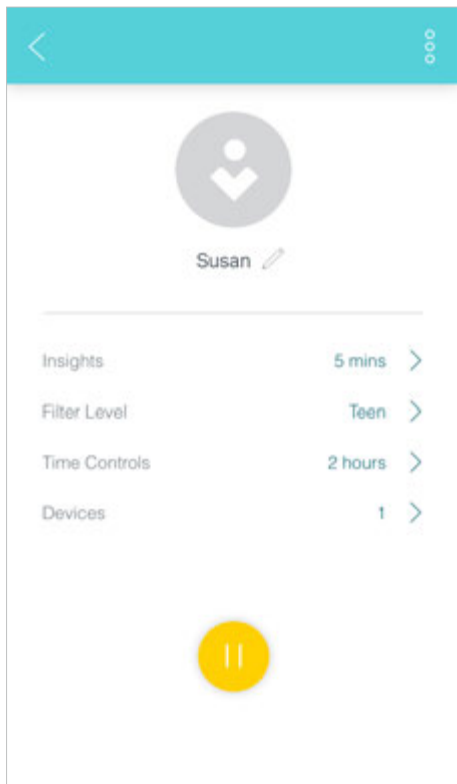 Susan
Insights 5 mins
Filter Level Teen
Time Controls 2 hours
Devices 1